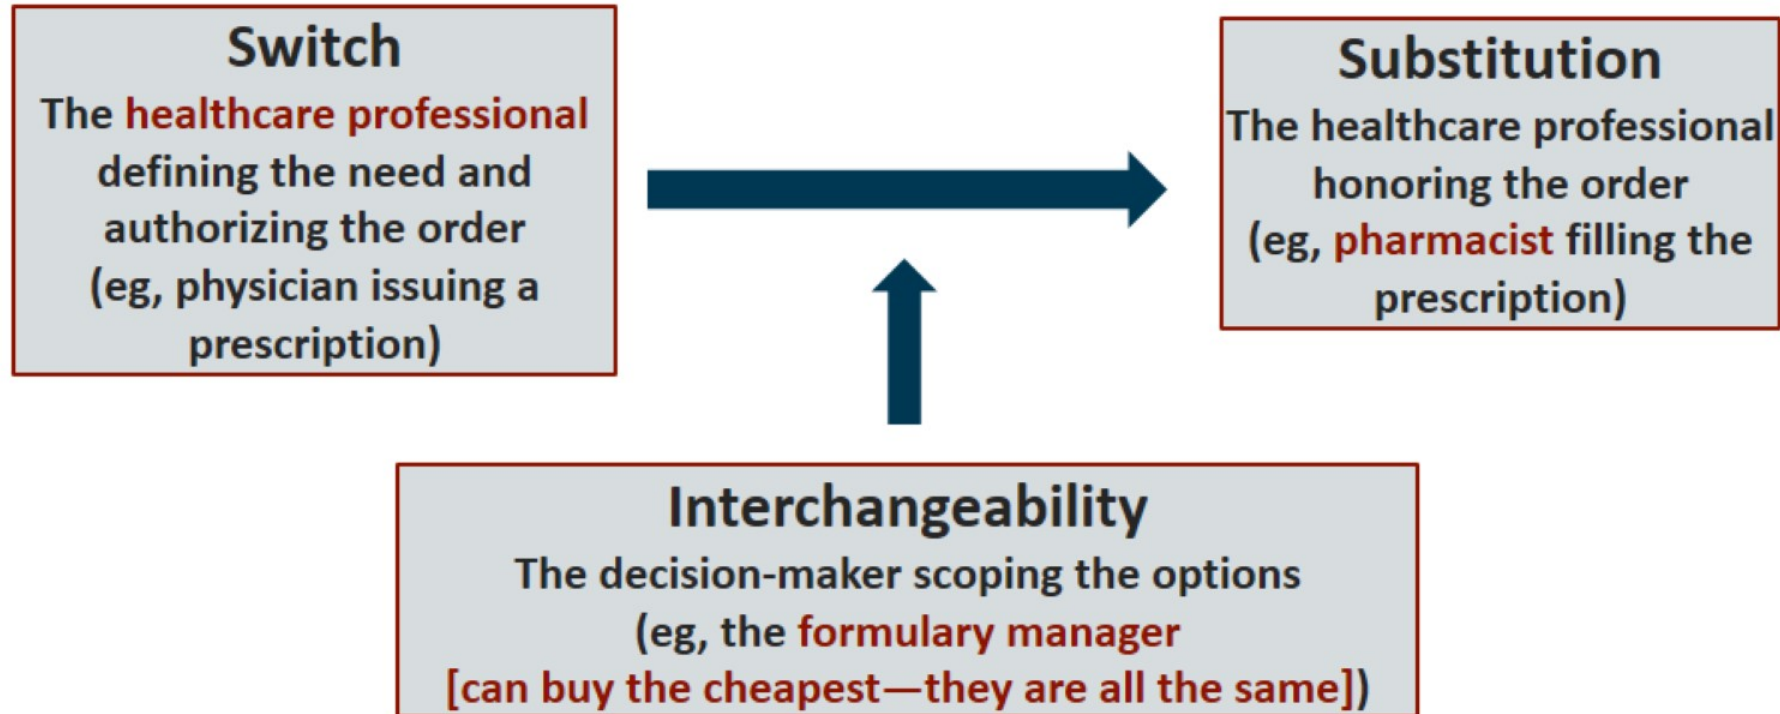 Switch
The healthcare professional
defining the need and
authorizing the order
(eg, physician issuing a
prescription)
Substitution
The healthcare professional
honoring the order
(eg, pharmacist filling the
prescription)
Interchangeability
The decision-maker scoping the options
(eg, the formulary manager
[can buy the cheapest—they are all the same])